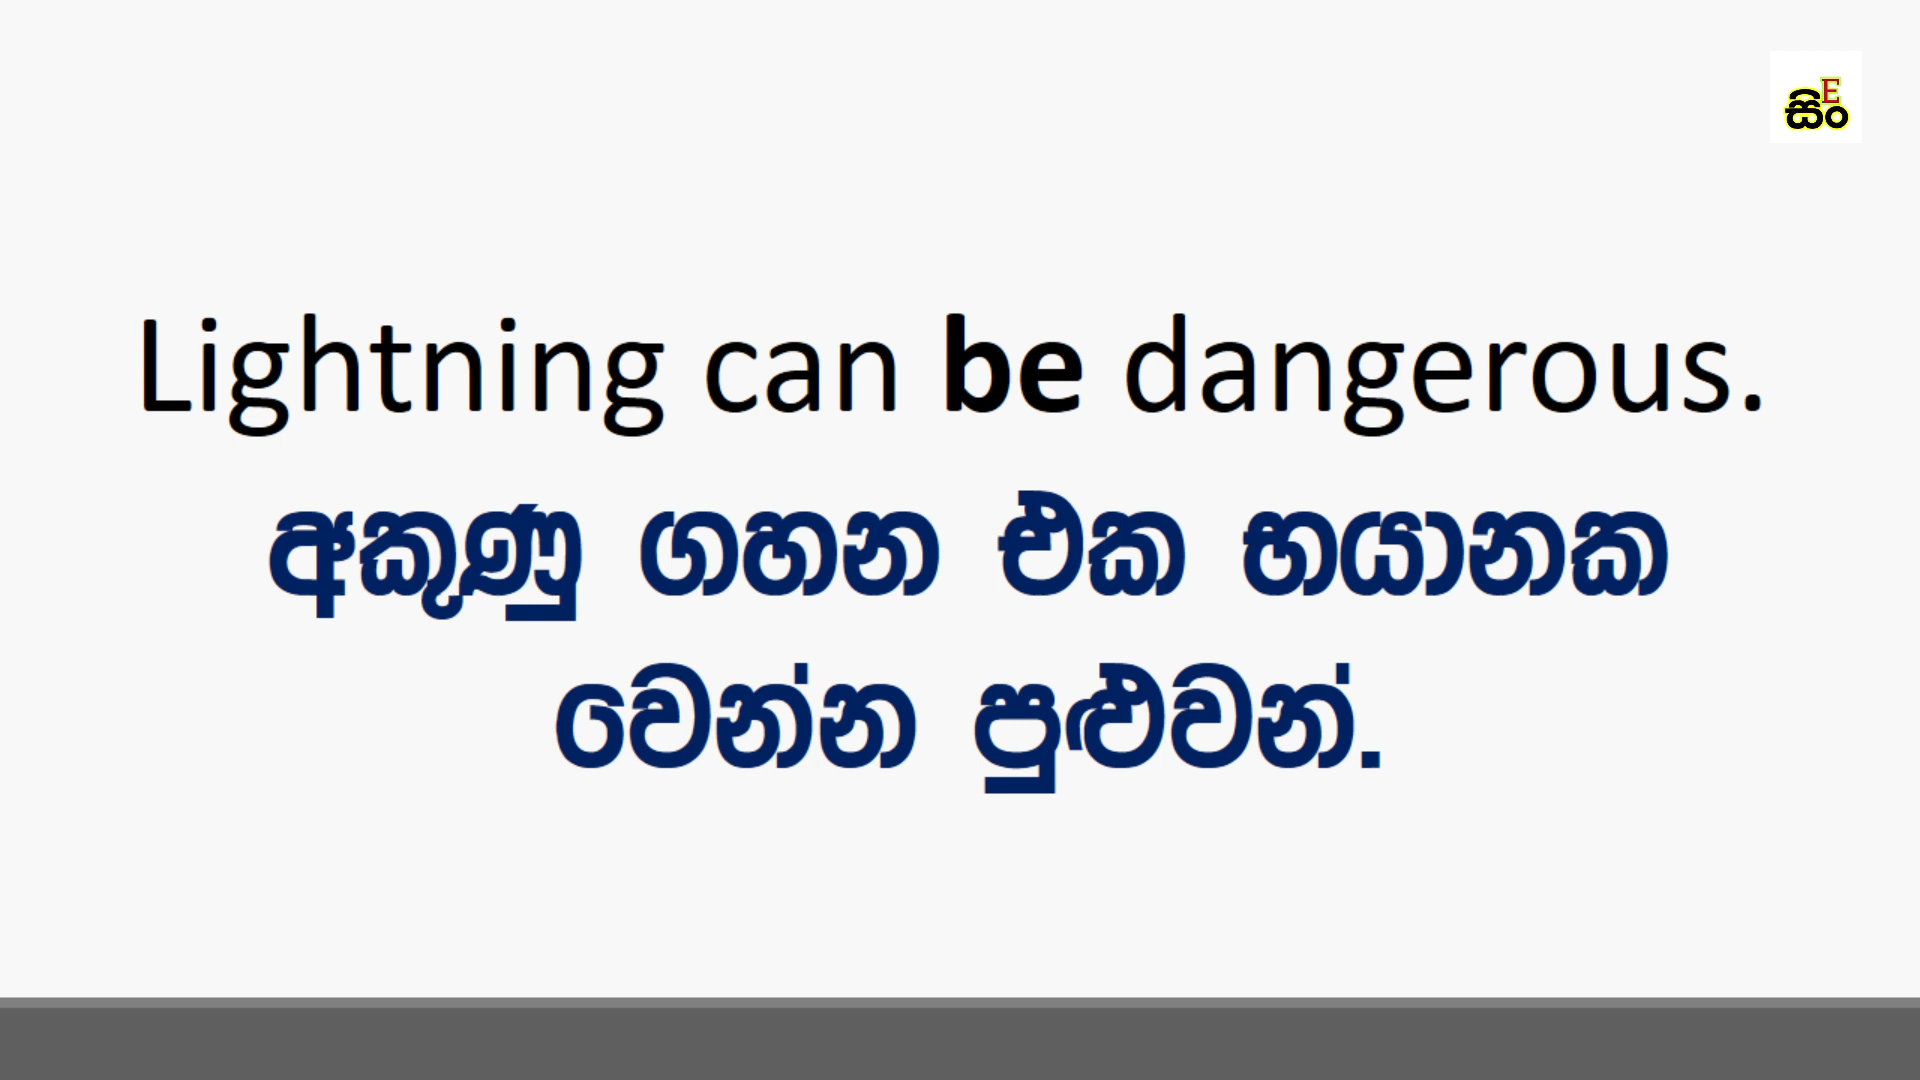 සිං
E
Lightning can be dangerous.
අකුණු ගහන එක භයානක
වෙන්න පුළුවන්.